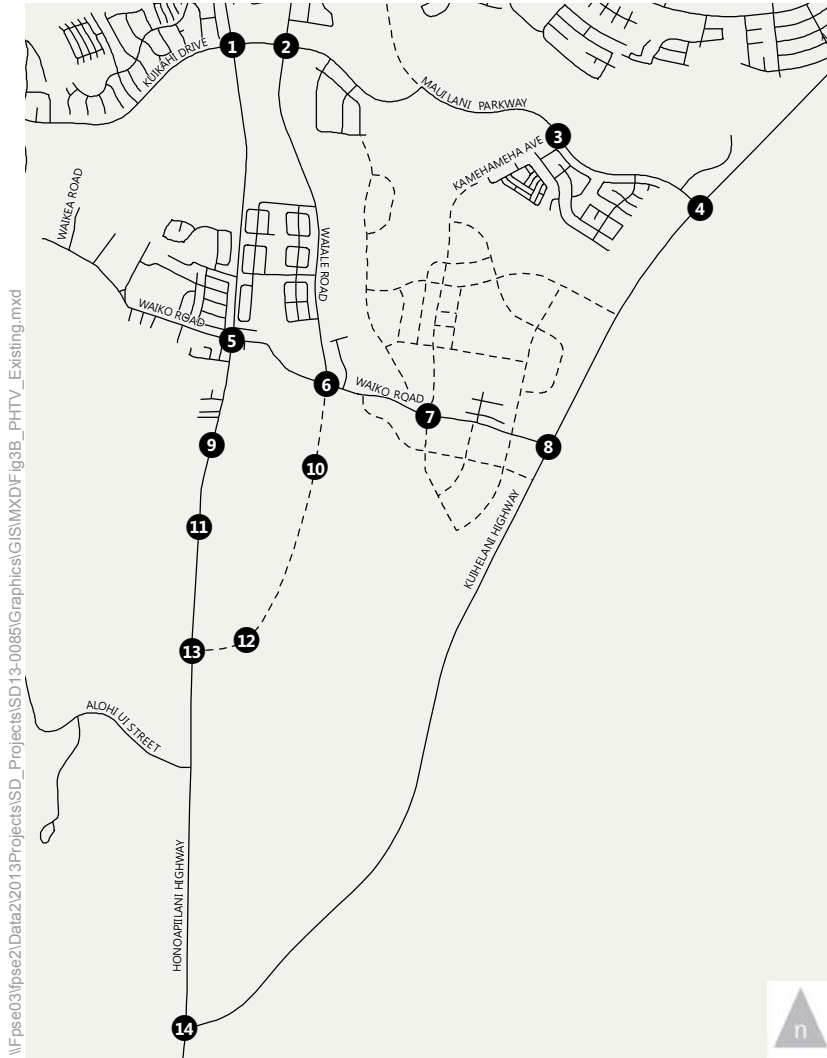 1
2
KUIKAHI DRIVE
MAUI LANI PARKWAY
3
KAMEHAMEHA AVE
4
WAIKEA ROAD
WAIALE ROAD
WAIKO ROAD
5
6
WAIKO ROAD
7
8
9
10
KUIHELANI HIGHWAY
11
12
13
ALOHI UI STREET
HONOAPIILANI HIGHWAY
14
n
\\Fpse03\fpse2\Data2\2013Projects\SD_Projects\SD13-0085\Graphics\GIS\MXD\Fig3B_PHTV_Existing.mxd